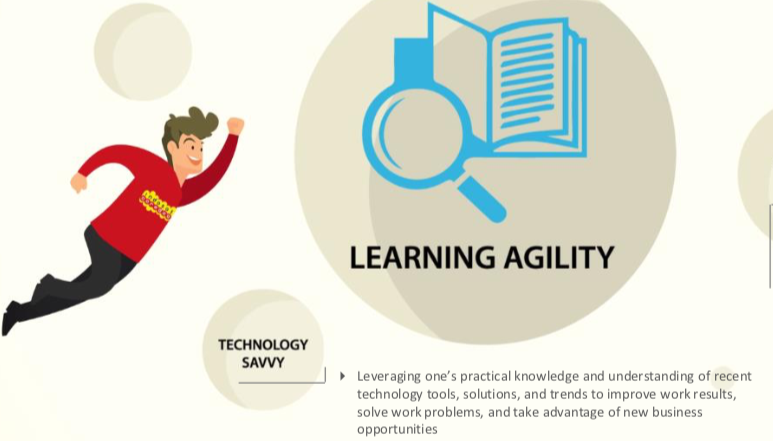 LEARNING AGILITY
TECHNOLOGY
SAVVY
Leveraging one’s practical knowledge and understanding of recent
technology tools, solutions, and trends to improve work results,
solve work problems, and take advantage of new business
opportunities